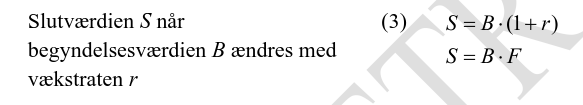 Slutværdien S når (3) S = B · (1 + r)
begyndelsesværdien B ændres med S = B · F
vækstraten r